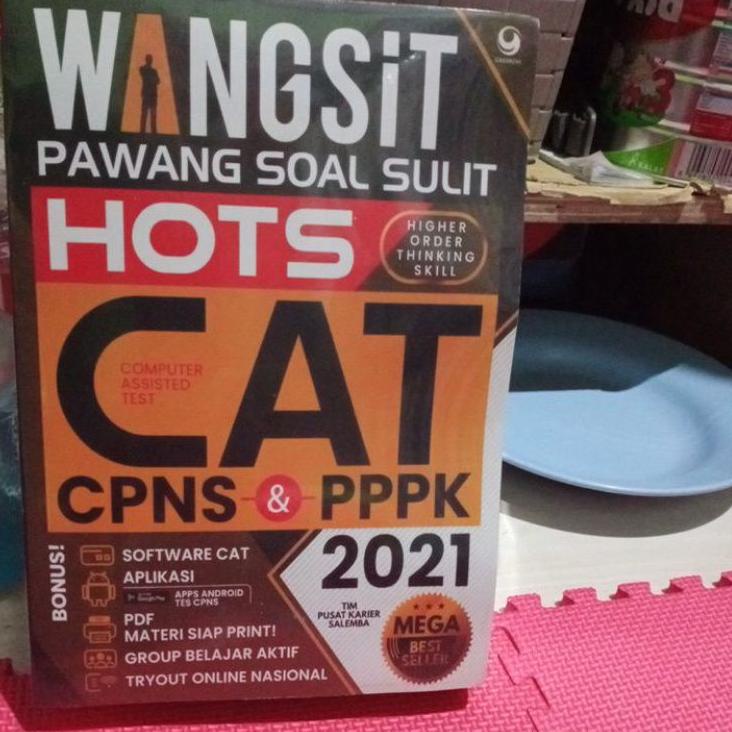 WANGSiT
PAWANG SOAL SULIT
HOTS
HIGHER
ORDER
THINKING
SKILL
CAT
COMPUTER
ASSISTED
TEST
CPNS & PPPK
2021
BONUS!
SOFTWARE CAT
APLIKASI
Google Play
APPS ANDROID
TES CPNS
PDF
MATERI SIAP PRINT!
GROUP BELAJAR AKTIF
TRYOUT ONLINE NASIONAL
TIM
PUSAT KARIER
SALEMBA
MEGA
BEST
SELLER